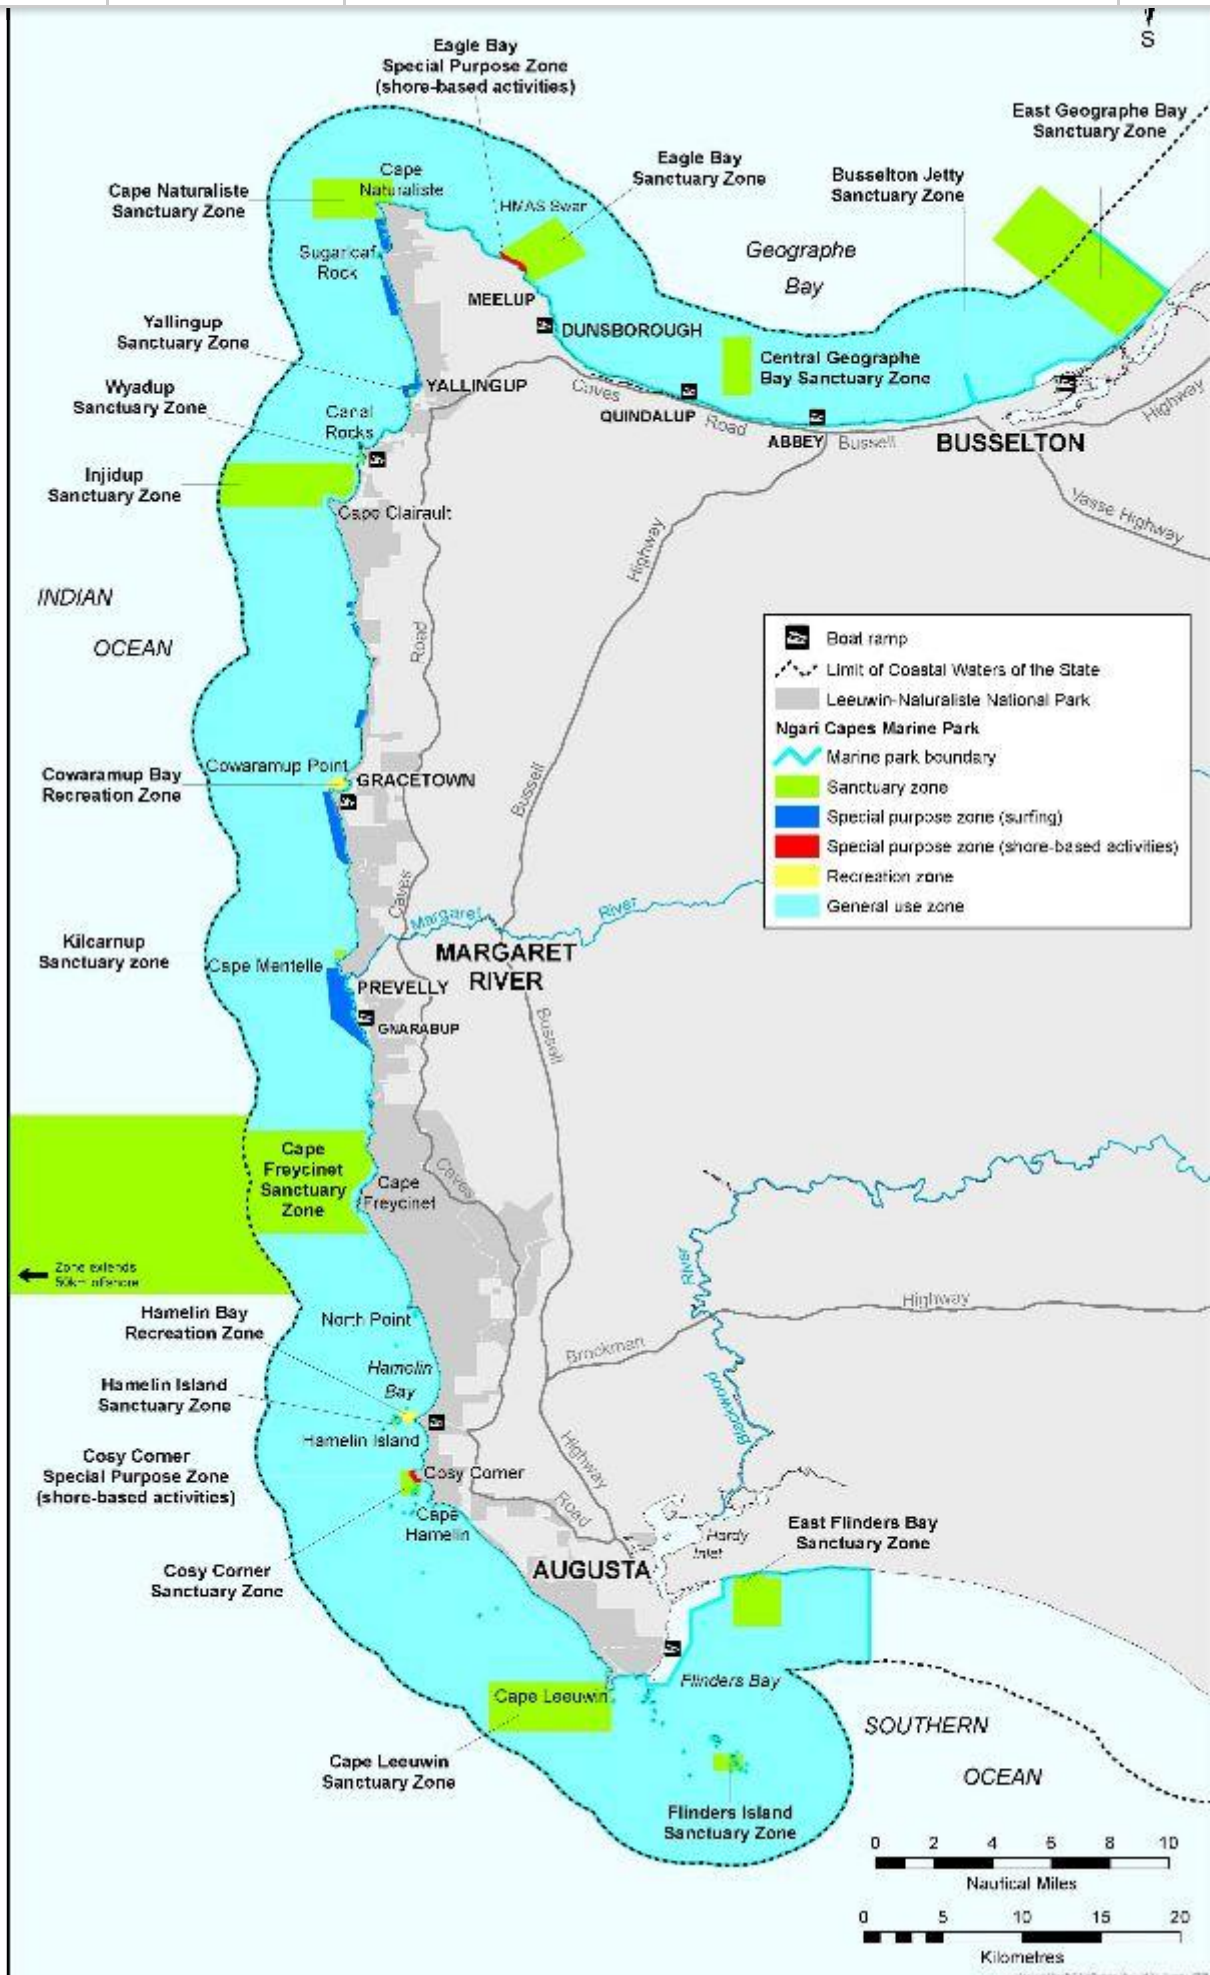 S
Eagle Bay
Special Purpose Zone
(shore-based activities)
East Geographe Bay
Sanctuary Zone
Eagle Bay
Sanctuary Zone
Busselton Jetty
Sanctuary Zone
Cape Naturaliste
Sanctuary Zone
Cape
Naturaliste
HMAS Swan
Geographe
Bay
Sugarloaf
Rock
MEELUP
Yallingup
Sanctuary Zone
DUNSBOROUGH
Central Geographe
Bay Sanctuary Zone
Wyadup
Sanctuary Zone
YALLINGUP
Caves
Road
QUINDALUP
ABBEY
Bussell
BUSSELTON
Highway
Canal
Rocks
Injidup
Sanctuary Zone
Cape Clairault
Vasse Highway
Highway
INDIAN
OCEAN
Road
Boat ramp
Limit of Coastal Waters of the State
Leeuwin-Naturaliste National Park
Ngari Capes Marine Park
Marine park boundary
Sanctuary zone
Special purpose zone (surfing)
Special purpose zone (shore-based activities)
Recreation zone
General use zone
Cowaramup Point
Cowaramup Bay
Recreation Zone
GRACETOWN
Bussell
Caves
Margaret
River
Kilcarnup
Sanctuary zone
Cape Mentelle
MARGARET
RIVER
PREVELLY
GNARABUP
Bussell
Cape
Freycinet
Sanctuary
Zone
Cape
Freycinet
Caves
Zone extends
50km offshore
River
Highway
Hamelin Bay
Recreation Zone
North Point
Brockman
Hamelin
Bay
Hamelin Island
Sanctuary Zone
Blackwood
Hamelin Island
Highway
Cosy Corner
Special Purpose Zone
(shore-based activities)
Cosy Corner
Road
Cape
Hamelin
Hardy
Inlet
East Flinders Bay
Sanctuary Zone
Cosy Corner
Sanctuary Zone
AUGUSTA
Flinders Bay
Cape Leeuwin
SOUTHERN
OCEAN
Cape Leeuwin
Sanctuary Zone
Flinders Island
Sanctuary Zone
0 2 4 6 8 10
Nautical Miles
0 5 10 15 20
Kilometres